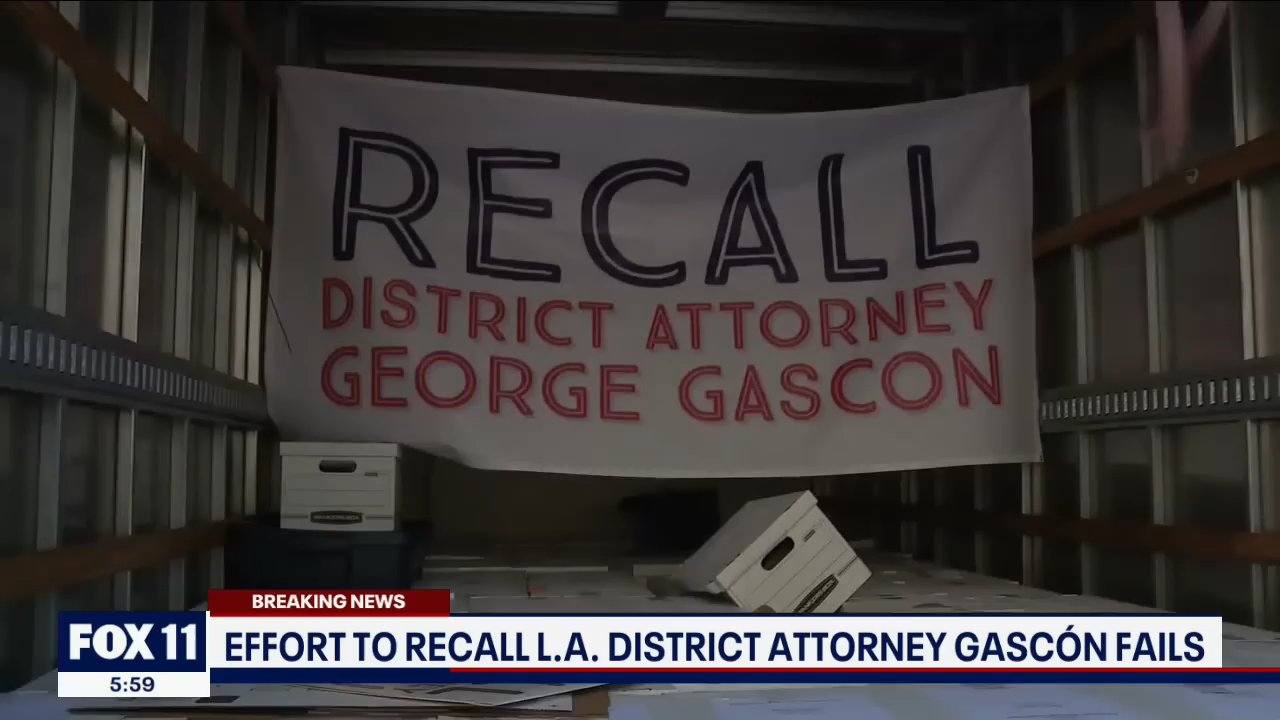 RECALL
DISTRICT ATTORNEY
GEORGE GASCON
BREAKING NEWS
FOX 11
EFFORT TO RECALL L.A. DISTRICT ATTORNEY GASCÓN FAILS
5:59